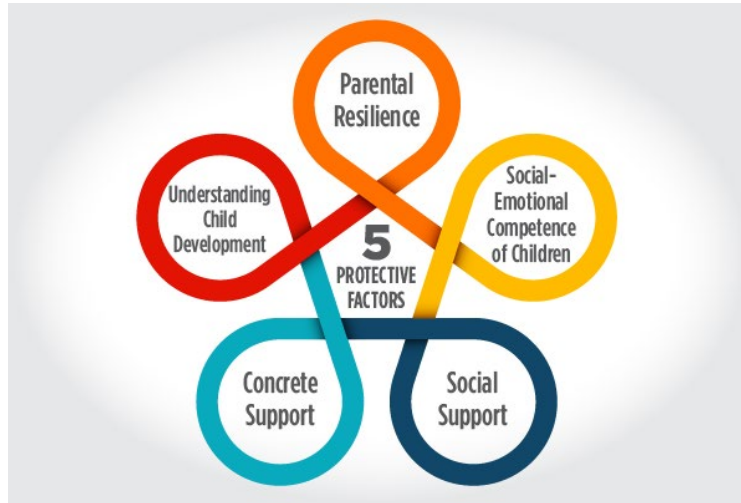 Parental
Resilience
Understanding
Child
Development
Social-
Emotional
Competence
of Children
5
PROTECTIVE
FACTORS
Concrete
Support
Social
Support